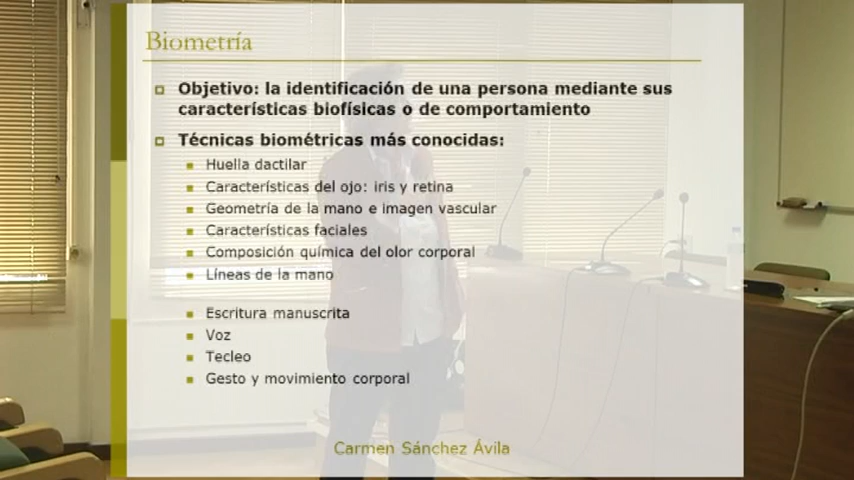 Biometría
Objetivo: la identificación de una persona mediante sus
características biofísicas o de comportamiento
Técnicas biométricas más conocidas:
Huella dactilar
Características del ojo: iris y retina
Geometría de la mano e imagen vascular
Características faciales
Composición química del olor corporal
Líneas de la mano
Escritura manuscrita
Voz
Tecleo
Gesto y movimiento corporal
Carmen Sánchez Ávila